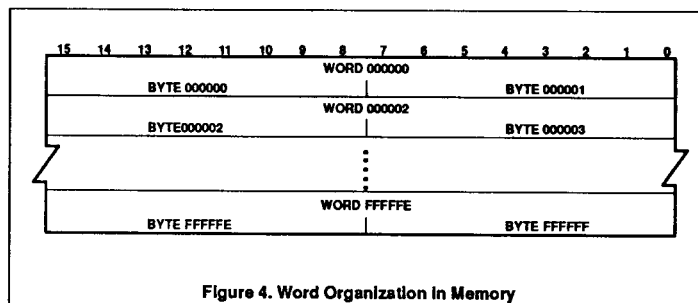 15 14 13 12 11 10 9 8 7 6 5 4 3 2 1 0
WORD 000000
BYTE 000000 BYTE 000001
WORD 000002
BYTE000002 BYTE 000003
WORD FFFFFE
BYTE FFFFFE BYTE FFFFFF
Figure 4. Word Organization in Memory